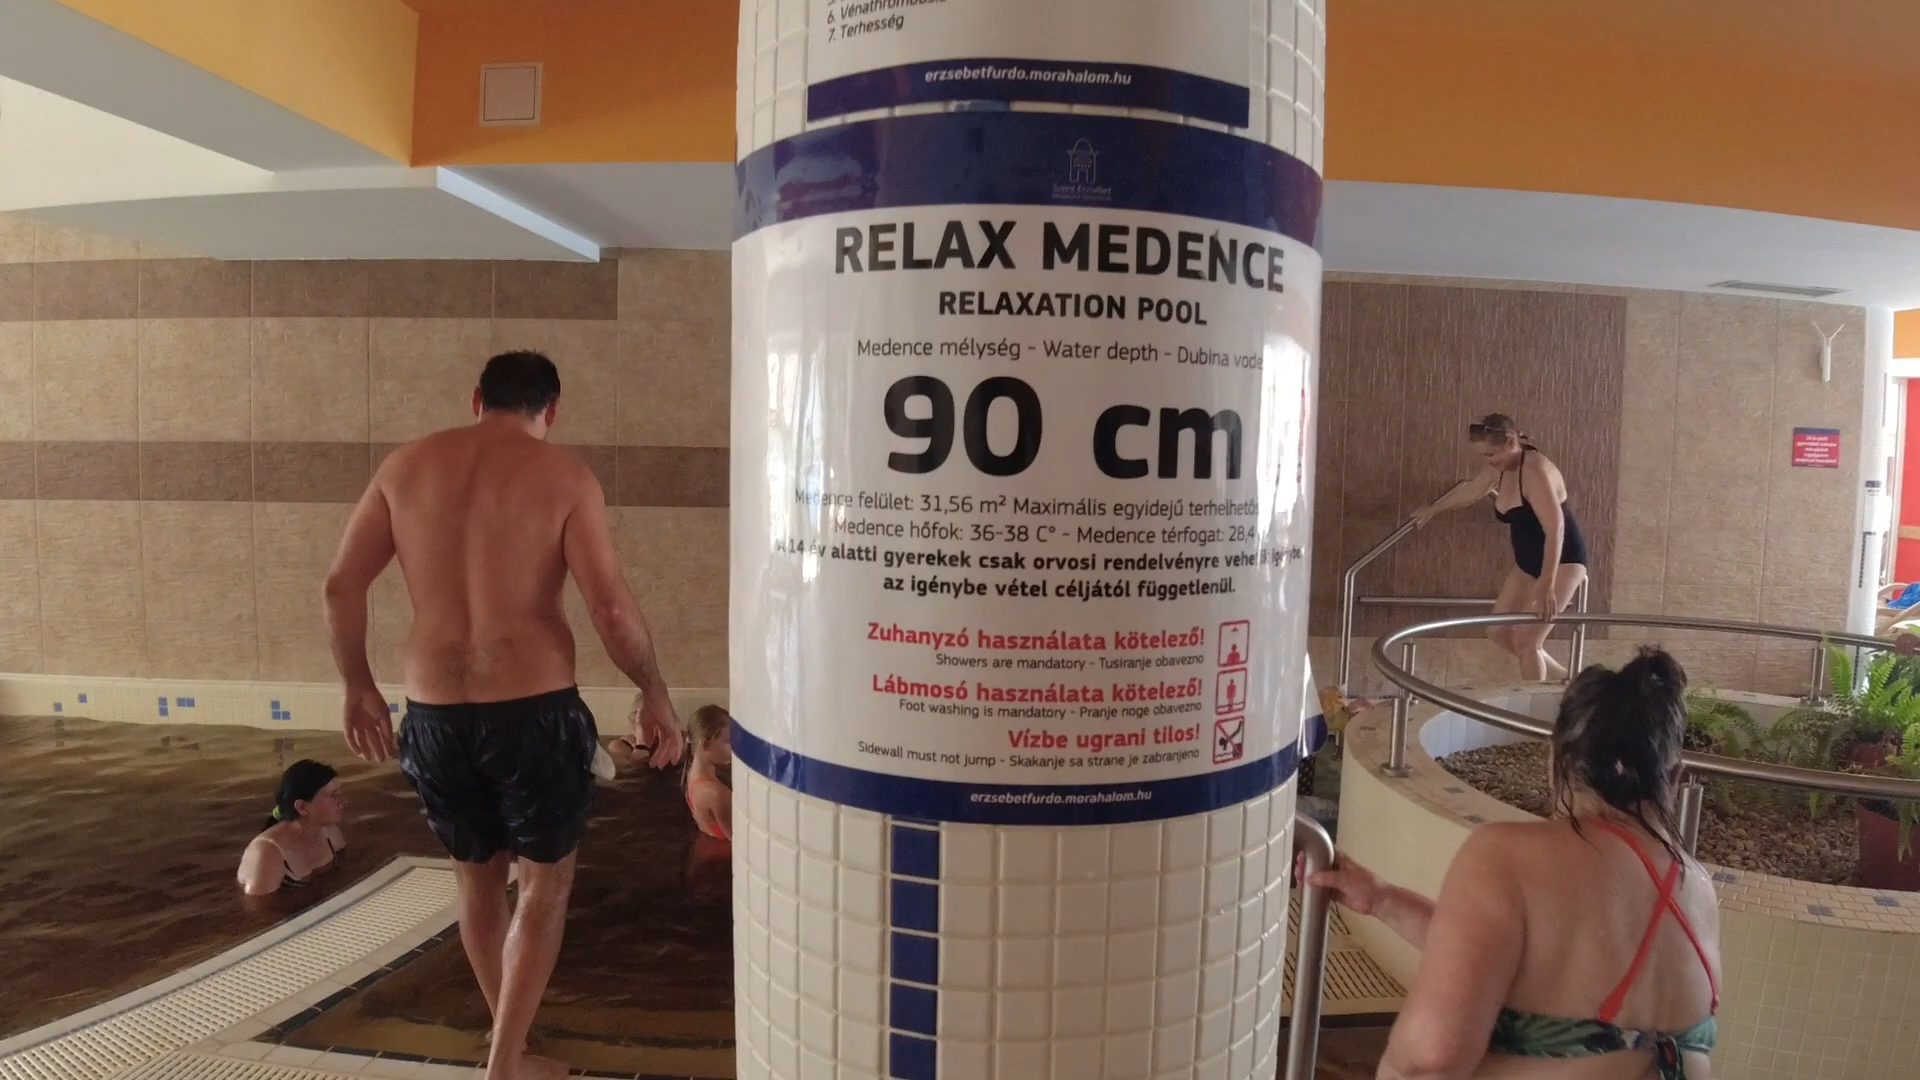 6. Vénatrombózis
7. Terhesség
erzsebetfurdo.morahalom.hu
Szent Erzsébet
RELAX MEDENCE
RELAXATION POOL
Medence mélység - Water depth - Dubina vode
90 cm
Medence felület: 31,56 m² Maximális egyidejű
Medence hőfok: 36-38 C° - Medence térfogat: 28,4
14 év alatti gyerekek csak orvosi rendelvényre
az igénybe vétel céljától függetlenül.
Zuhanyzó használata kötelező!
Showers are mandatory - Tusiranje obavezno
Lábmosó használata kötelező!
Foot washing is mandatory - Pranje noge obavezno
Vízbe ugrani tilos!
Sidewall must not jump - Skakanje sa strane je zabranjeno
erzsebetfurdo.morahalom.hu